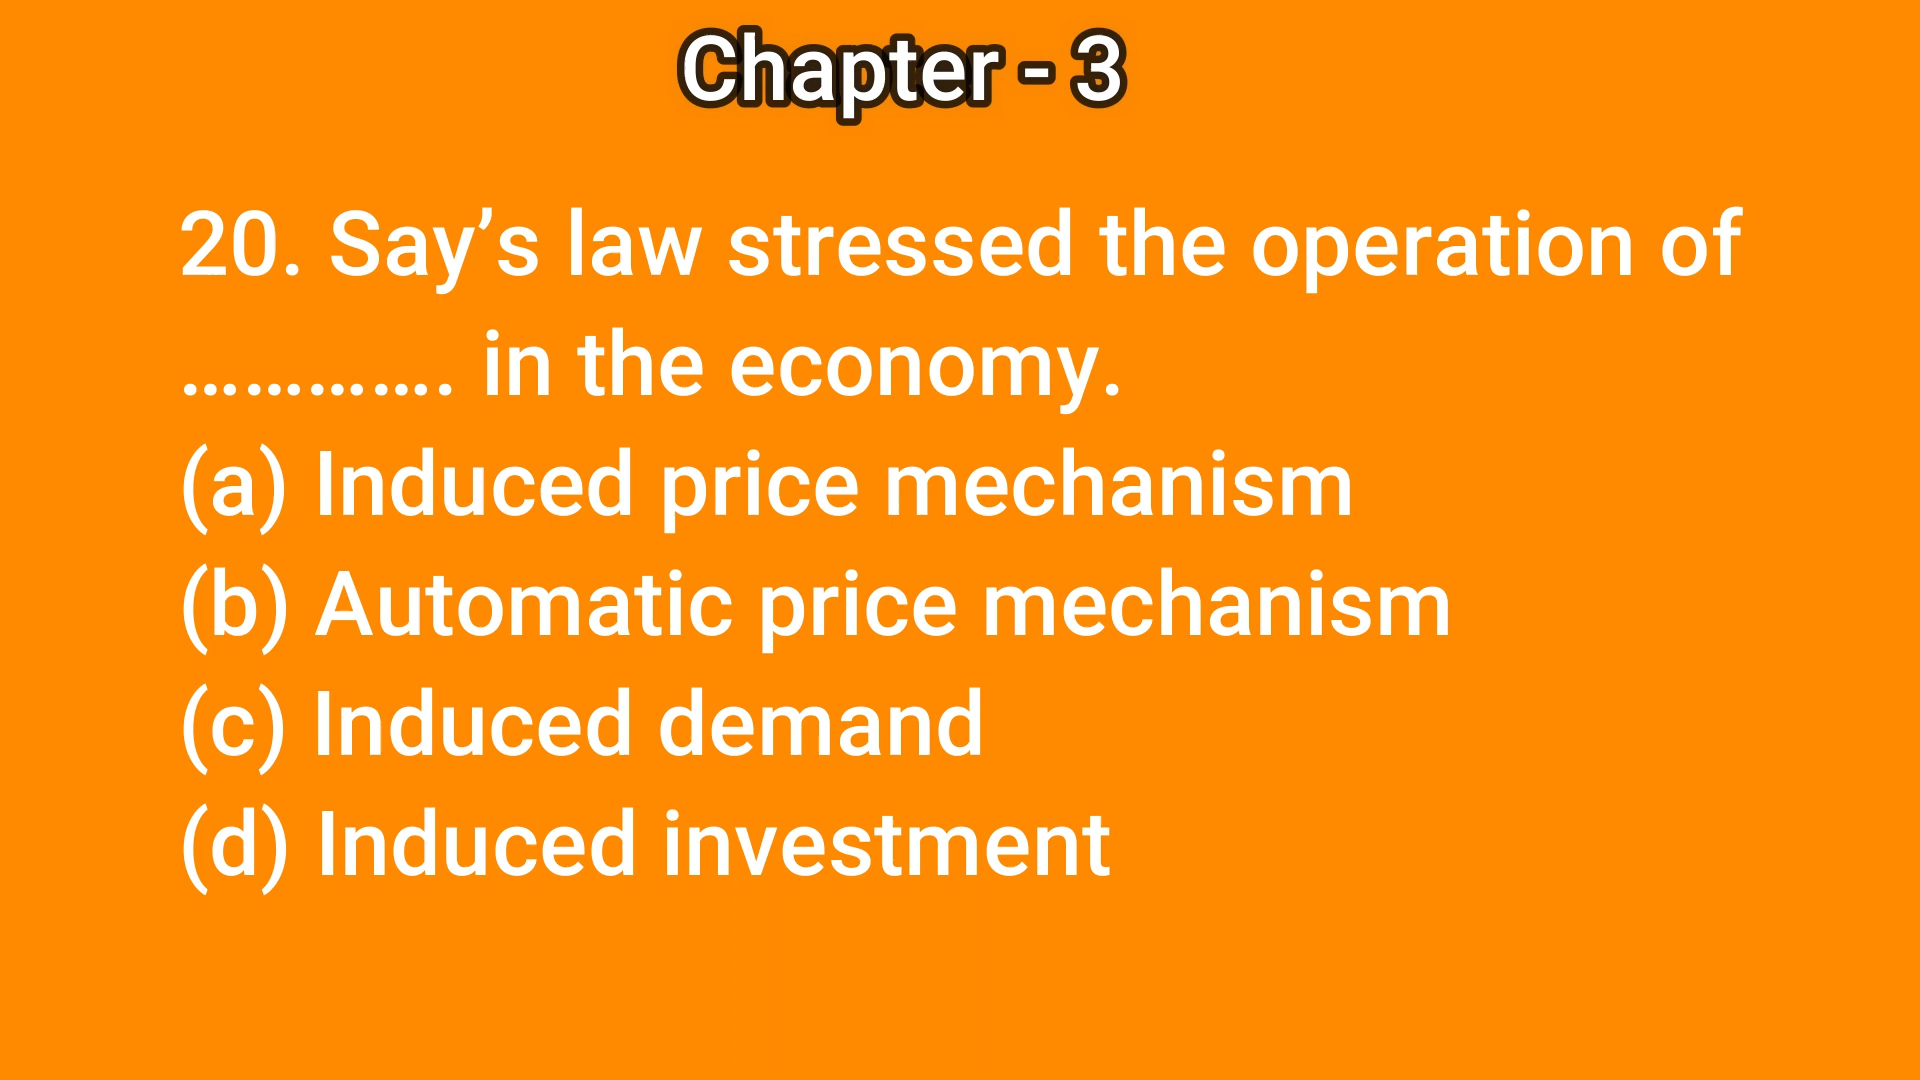 Chapter - 3
20. Say’s law stressed the operation of
…………. in the economy.
(a) Induced price mechanism
(b) Automatic price mechanism
(c) Induced demand
(d) Induced investment